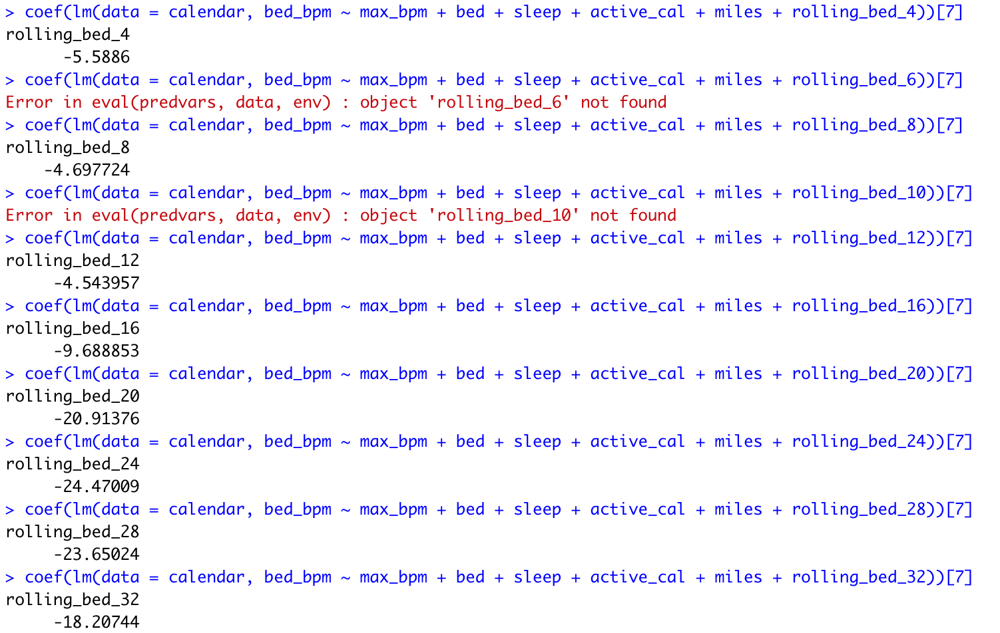 > coef(lm(data = calendar, bed_bpm ~ max_bpm + bed + sleep + active_cal + miles + rolling_bed_4))[7]
rolling_bed_4
      -5.5886
> coef(lm(data = calendar, bed_bpm ~ max_bpm + bed + sleep + active_cal + miles + rolling_bed_6))[7]
Error in eval(predvars, data, env) : object 'rolling_bed_6' not found
> coef(lm(data = calendar, bed_bpm ~ max_bpm + bed + sleep + active_cal + miles + rolling_bed_8))[7]
rolling_bed_8
    -4.697724
> coef(lm(data = calendar, bed_bpm ~ max_bpm + bed + sleep + active_cal + miles + rolling_bed_10))[7]
Error in eval(predvars, data, env) : object 'rolling_bed_10' not found
> coef(lm(data = calendar, bed_bpm ~ max_bpm + bed + sleep + active_cal + miles + rolling_bed_12))[7]
rolling_bed_12
     -4.543957
> coef(lm(data = calendar, bed_bpm ~ max_bpm + bed + sleep + active_cal + miles + rolling_bed_16))[7]
rolling_bed_16
     -9.688853
> coef(lm(data = calendar, bed_bpm ~ max_bpm + bed + sleep + active_cal + miles + rolling_bed_20))[7]
rolling_bed_20
     -20.91376
> coef(lm(data = calendar, bed_bpm ~ max_bpm + bed + sleep + active_cal + miles + rolling_bed_24))[7]
rolling_bed_24
     -24.47009
> coef(lm(data = calendar, bed_bpm ~ max_bpm + bed + sleep + active_cal + miles + rolling_bed_28))[7]
rolling_bed_28
     -23.65024
> coef(lm(data = calendar, bed_bpm ~ max_bpm + bed + sleep + active_cal + miles + rolling_bed_32))[7]
rolling_bed_32
     -18.20744